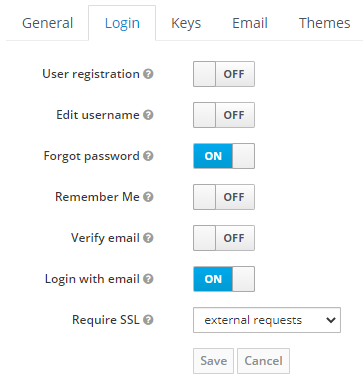 General Login Keys Email Themes
User registration ? OFF
Edit username ? OFF
Forgot password ? ON
Remember Me ? OFF
Verify email ? OFF
Login with email ? ON
Require SSL ? external requests
Save Cancel